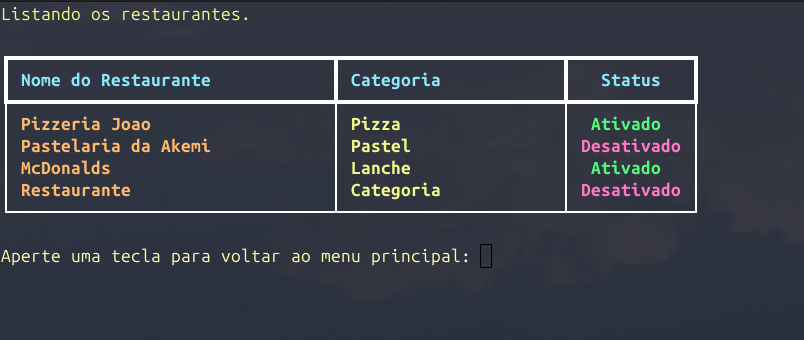 Listando os restaurantes.
Nome do Restaurante Categoria Status
Pizzeria Joao Pizza Ativado
Pastelaria da Akemi Pastel Desativado
McDonalds Lanche Ativado
Restaurante Categoria Desativado
Aperte uma tecla para voltar ao menu principal: